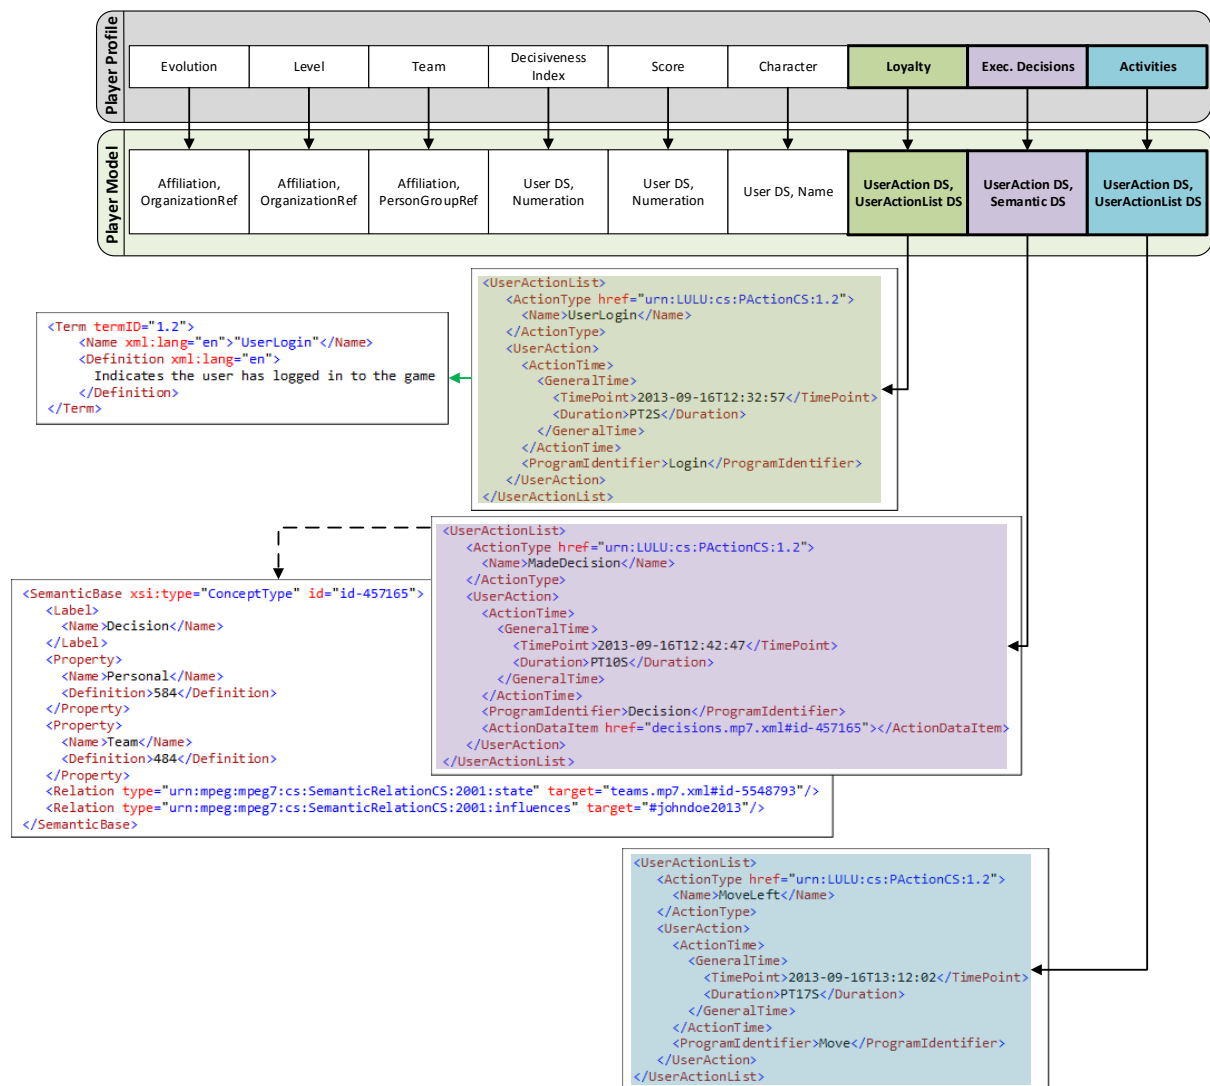 Player Profile
Evolution
Level
Team
Decisiveness
Index
Score
Character
Loyalty
Exec. Decisions
Activities
Player Model
Affiliation,
OrganizationRef
Affiliation,
OrganizationRef
Affiliation,
PersonGroupRef
User DS,
Numeration
User DS,
Numeration
User DS, Name
UserAction DS,
UserActionList DS
UserAction DS,
Semantic DS
UserAction DS,
UserActionList DS
<UserActionList>
<ActionType href="urn:LULU:cs:PActionCS:1.2">
<Name>UserLogin</Name>
</ActionType>
<UserAction>
<ActionTime>
<GeneralTime>
<TimePoint>2013-09-16T12:32:57</TimePoint>
<Duration>PT2S</Duration>
</GeneralTime>
</ActionTime>
<ProgramIdentifier>Login</ProgramIdentifier>
</UserAction>
</UserActionList>
<Term termID="1.2">
<Name xml:lang="en">"UserLogin"</Name>
<Definition xml:lang="en">
Indicates the user has logged in to the game
</Definition>
</Term>
<UserActionList>
<ActionType href="urn:LULU:cs:PActionCS:1.2">
<Name>MadeDecision</Name>
</ActionType>
<UserAction>
<ActionTime>
<GeneralTime>
<TimePoint>2013-09-16T12:42:47</TimePoint>
<Duration>PT10S</Duration>
</GeneralTime>
</ActionTime>
<ProgramIdentifier>Decision</ProgramIdentifier>
<ActionDataItem href="decisions.mp7.xml#id-457165"></ActionDataItem>
</UserAction>
</UserActionList>
<SemanticBase xsi:type="ConceptType" id="id-457165">
<Label>
<Name>Decision</Name>
</Label>
<Property>
<Name>Personal</Name>
<Definition>584</Definition>
</Property>
<Property>
<Name>Team</Name>
<Definition>484</Definition>
</Property>
<Relation type="urn:mpeg:mpeg7:cs:SemanticRelationCS:2001:state" target="teams.mp7.xml#id-5548793"/>
<Relation type="urn:mpeg:mpeg7:cs:SemanticRelationCS:2001:influences" target="#johndoe2013"/>
</SemanticBase>
<UserActionList>
<ActionType href="urn:LULU:cs:PActionCS:1.2">
<Name>MoveLeft</Name>
</ActionType>
<UserAction>
<ActionTime>
<GeneralTime>
<TimePoint>2013-09-16T13:12:02</TimePoint>
<Duration>PT17S</Duration>
</GeneralTime>
</ActionTime>
<ProgramIdentifier>Move</ProgramIdentifier>
</UserAction>
</UserActionList>